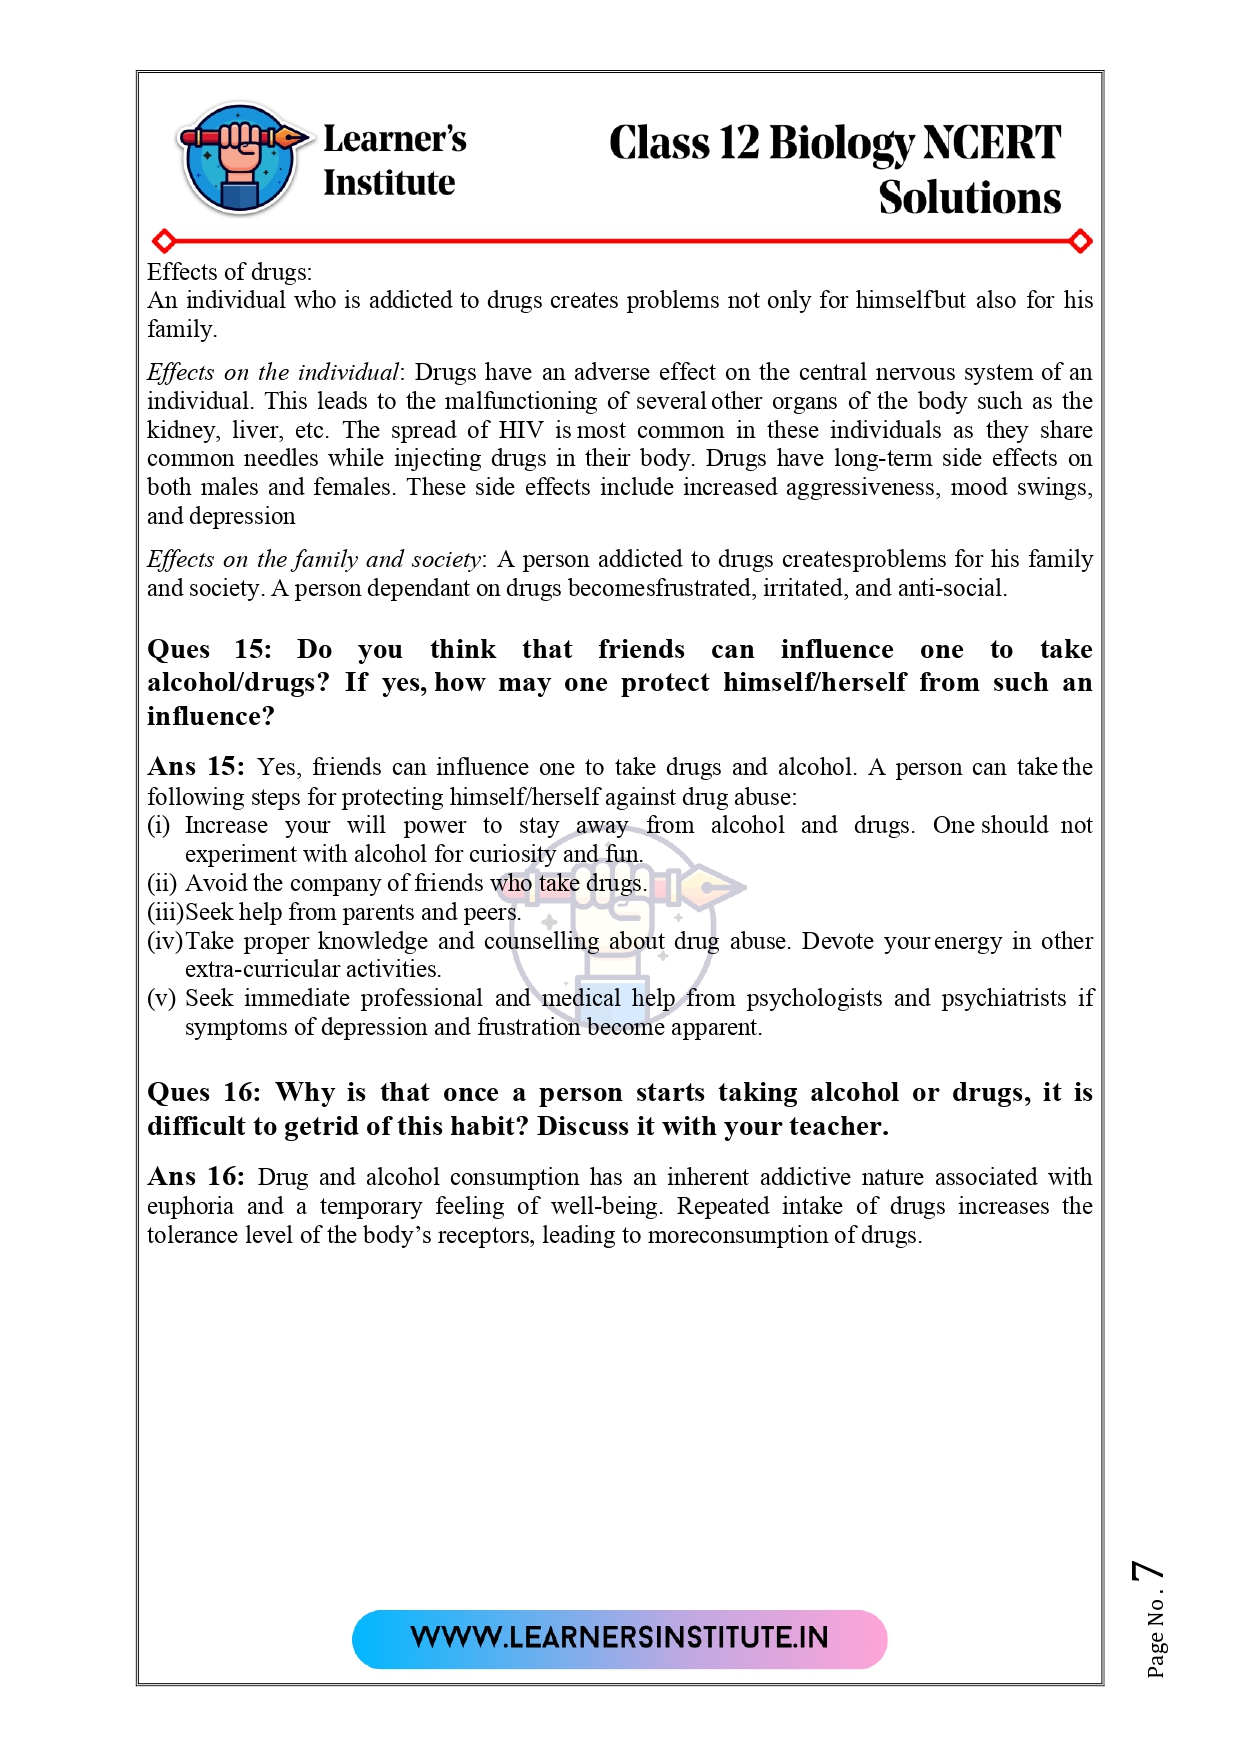 Learner's
Institute
Class 12 Biology NCERT
Solutions
Effects of drugs:
An individual who is addicted to drugs creates problems not only for himselfbut also for his
family.
Effects on the individual: Drugs have an adverse effect on the central nervous system of an
individual. This leads to the malfunctioning of several other organs of the body such as the
kidney, liver, etc. The spread of HIV is most common in these individuals as they share
common needles while injecting drugs in their body. Drugs have long-term side effects on
both males and females. These side effects include increased aggressiveness, mood swings,
and depression
Effects on the family and society: A person addicted to drugs createsproblems for his family
and society. A person dependant on drugs becomesfrustrated, irritated, and anti-social.
Ques 15: Do you think that friends can influence one to take
alcohol/drugs? If yes, how may one protect himself/herself from such an
influence?
Ans 15: Yes, friends can influence one to take drugs and alcohol. A person can take the
following steps for protecting himself/herself against drug abuse:
(i) Increase your will power to stay away from alcohol and drugs. One should not
experiment with alcohol for curiosity and fun.
(ii) Avoid the company of friends who take drugs.
(iii)Seek help from parents and peers.
(iv)Take proper knowledge and counselling about drug abuse. Devote your energy in other
extra-curricular activities.
(v) Seek immediate professional and medical help from psychologists and psychiatrists if
symptoms of depression and frustration become apparent.
Ques 16: Why is that once a person starts taking alcohol or drugs, it is
difficult to getrid of this habit? Discuss it with your teacher.
Ans 16: Drug and alcohol consumption has an inherent addictive nature associated with
euphoria and a temporary feeling of well-being. Repeated intake of drugs increases the
tolerance level of the body's receptors, leading to moreconsumption of drugs.
Page No. 7
WWW.LEARNERSINSTITUTE.IN